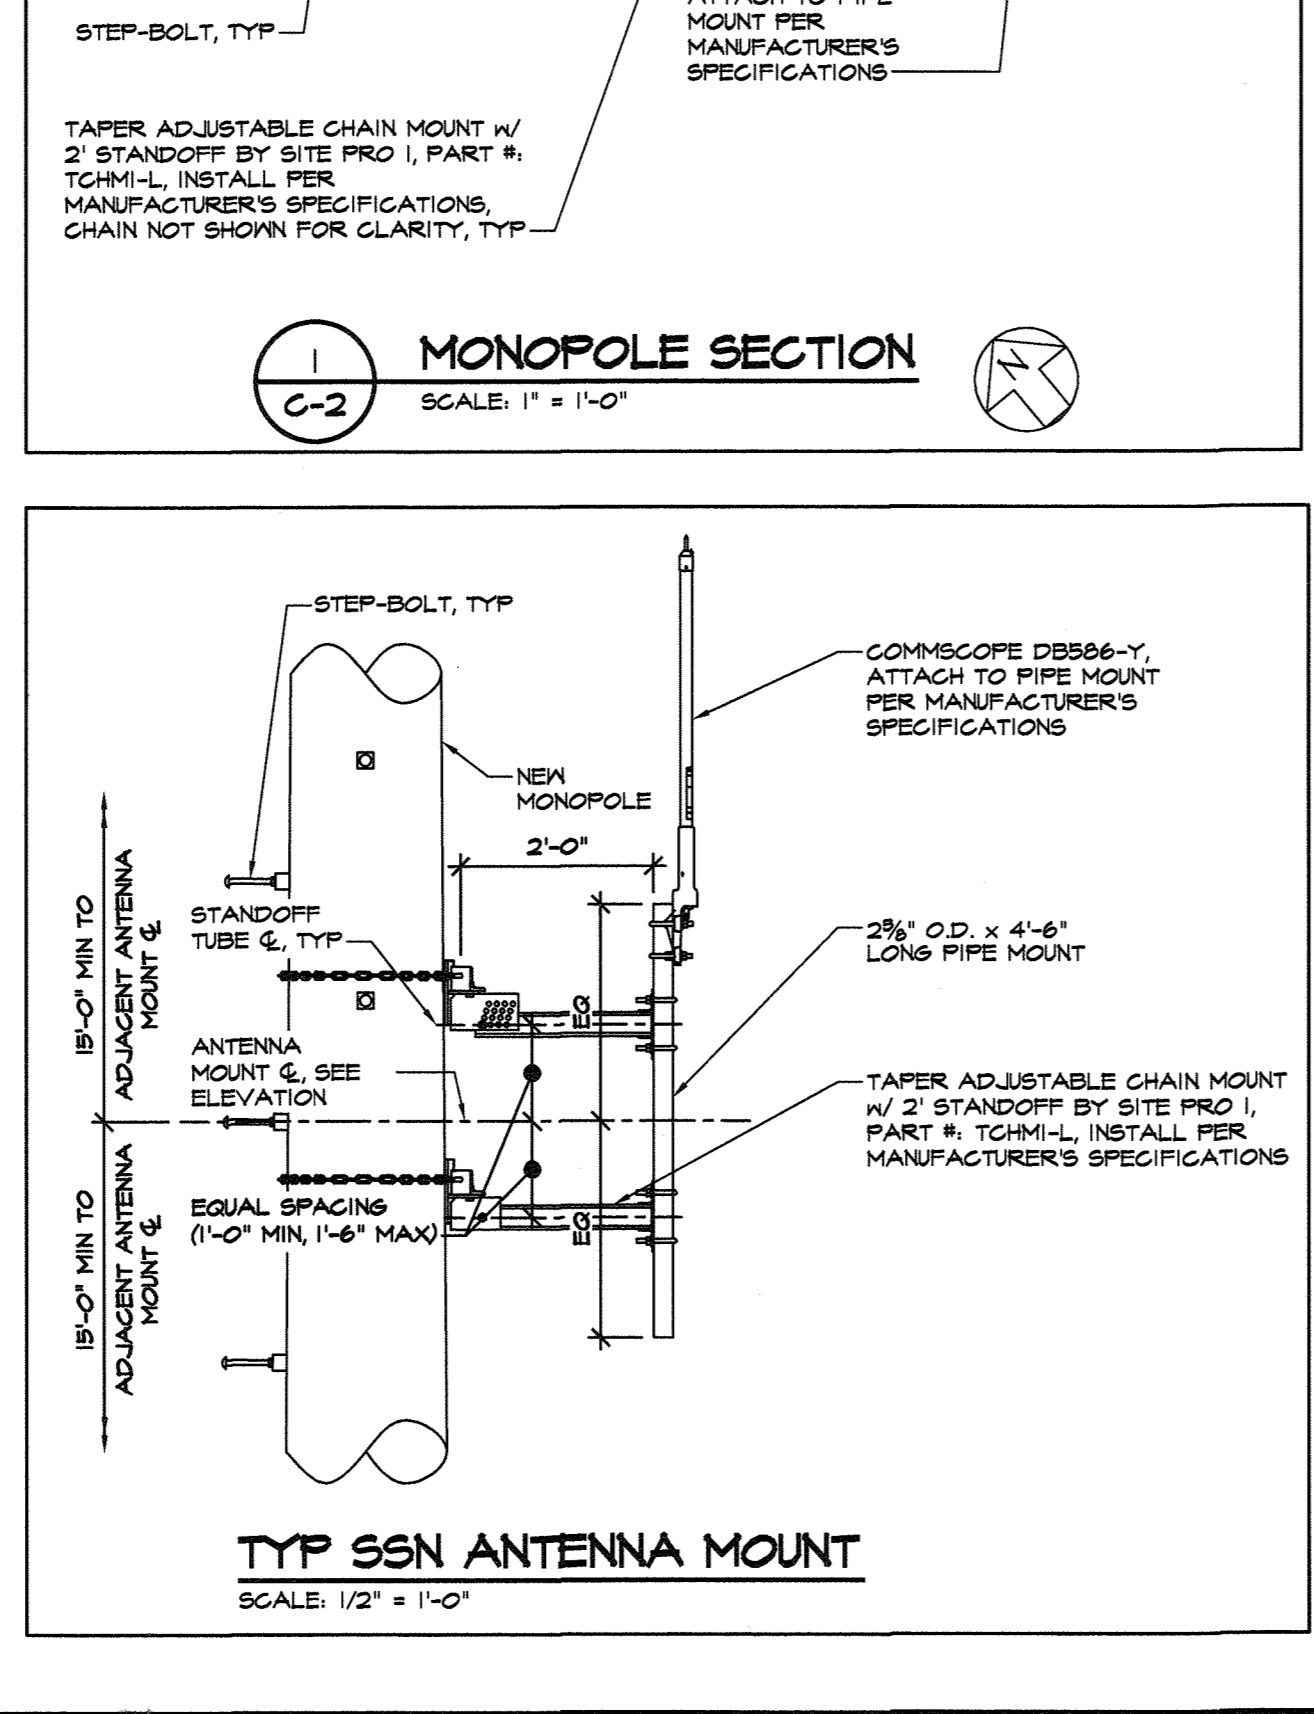 STEP-BOLT, TYP
MOUNT PER
MANUFACTURER'S
SPECIFICATIONS
TAPER ADJUSTABLE CHAIN MOUNT W/
2' STANDOFF BY SITE PRO 1, PART #:
TCHM1-L, INSTALL PER
MANUFACTURER'S SPECIFICATIONS,
CHAIN NOT SHOWN FOR CLARITY, TYP
1
C-2
MONOPOLE SECTION
SCALE: 1" = 1'-0"
N
STEP-BOLT, TYP
COMMSCOPE DB586-Y,
ATTACH TO PIPE MOUNT
PER MANUFACTURER'S
SPECIFICATIONS
NEW
MONOPOLE
2'-0"
15'-0" MIN TO
ADJACENT ANTENNA
MOUNT ℄
STANDOFF
TUBE ℄, TYP
2⅝" O.D. x 4'-6"
LONG PIPE MOUNT
EQ
ANTENNA
MOUNT ℄, SEE
ELEVATION
TAPER ADJUSTABLE CHAIN MOUNT
W/ 2' STANDOFF BY SITE PRO 1,
PART #: TCHM1-L, INSTALL PER
MANUFACTURER'S SPECIFICATIONS
15'-0" MIN TO
ADJACENT ANTENNA
MOUNT ℄
EQUAL SPACING
(1'-0" MIN, 1'-6" MAX)
EQ
TYP SSN ANTENNA MOUNT
SCALE: 1/2" = 1'-0"